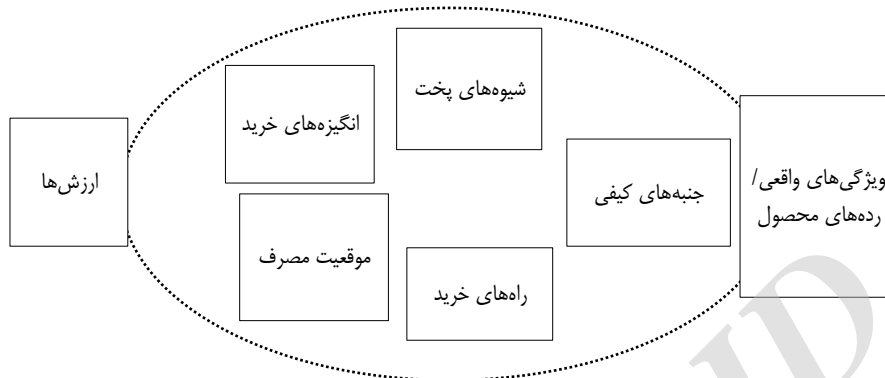 شیوه‌های پخت
انگیزه‌های خرید
ویژگی‌های واقعی/
رده‌های محصول
جنبه‌های کیفی
ارزش‌ها
موقعیت مصرف
راه‌های خرید